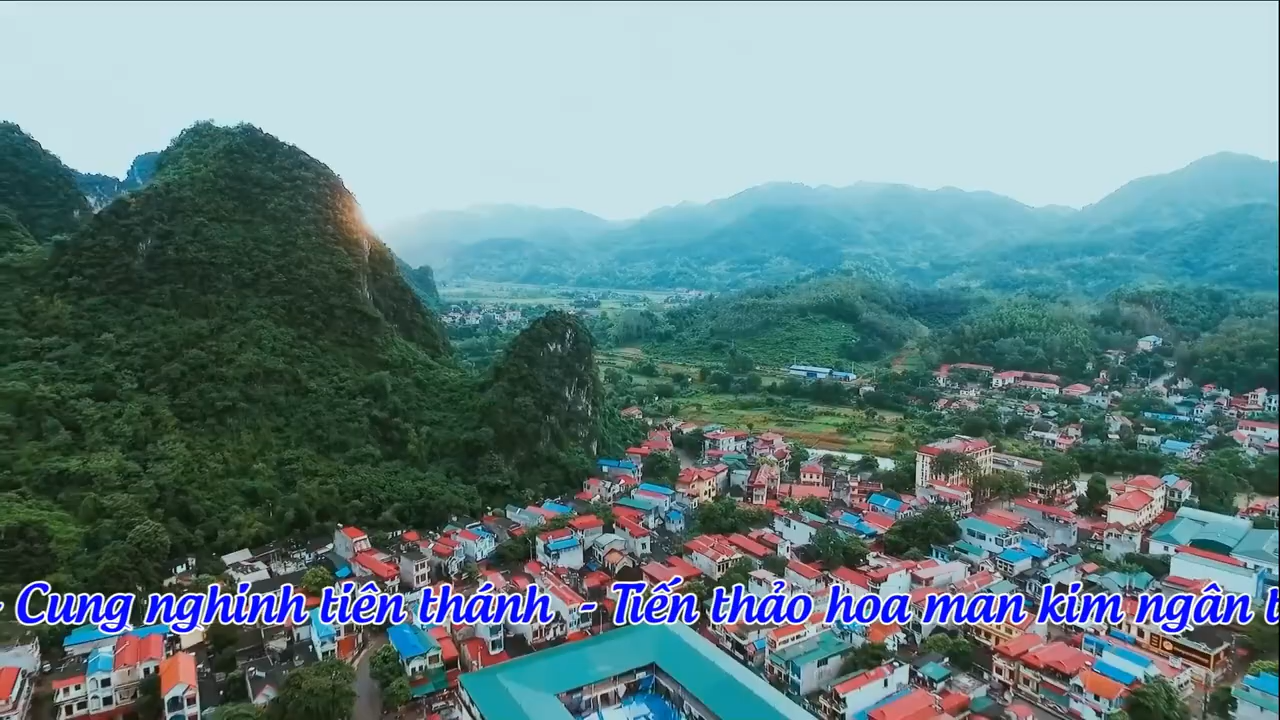 - Cung nghinh tiên thánh - Tiến thảo hoa man kim ngân